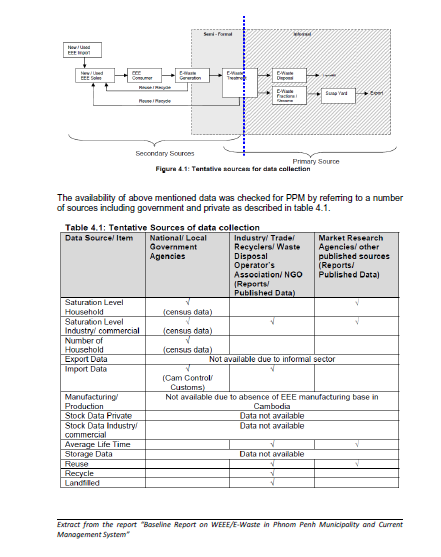 Semi - Formal
Informal
New / Used
EEE Import
New / Used
EEE Sales
EEE
Consumer
E-Waste
Generation
E-Waste
Treatment
E-Waste
Disposal
E-Waste
Fractions /
Streams
Scrap Yard
Export
Reuse / Recycle
Reuse / Recycle
Secondary Sources
Primary Source
Figure 4.1: Tentative sources for data collection
The availability of above mentioned data was checked for PPM by referring to a number
of sources including government and private as described in table 4.1.
Table 4.1: Tentative Sources of data collection
Data Source/ Item
National/ Local
Government
Agencies
Industry/ Trade/
Recyclers/ Waste
Disposal
Operator's
Association/ NGO
(Reports/
Published Data)
Market Research
Agencies/ other
published sources
(Reports/
Published Data)
Saturation Level
Household
√
(census data)
√
Saturation Level
Industry/ commercial
√
(census data)
√
√
Number of
Household
√
(census data)
Export Data
Not available due to informal sector
Import Data
√
(Cam Control/
Customs)
√
Manufacturing/
Production
Not available due to absence of EEE manufacturing base in
Cambodia
Stock Data Private
Data not available
Stock Data Industry/
commercial
Data not available
Average Life Time
√
√
Storage Data
Data not available
Reuse
√
√
Recycle
√
Landfilled
√
Extract from the report "Baseline Report on WEEE/E-Waste in Phnom Penh Municipality and Current
Management System"